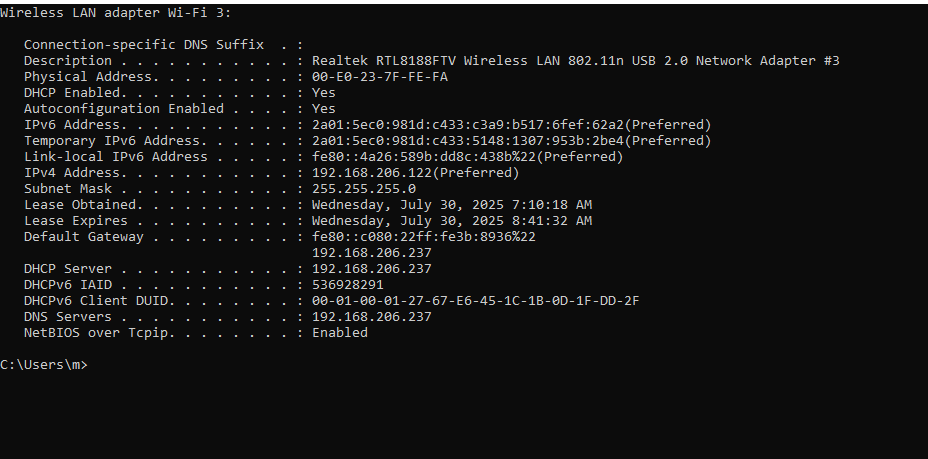 Wireless LAN adapter Wi-Fi 3:
Connection-specific DNS Suffix  . :
Description . . . . . . . . . . . : Realtek RTL8188FTV Wireless LAN 802.11n USB 2.0 Network Adapter #3
Physical Address. . . . . . . . . : 00-E0-23-7F-FE-FA
DHCP Enabled. . . . . . . . . . . : Yes
Autoconfiguration Enabled . . . . : Yes
IPv6 Address. . . . . . . . . . . : 2a01:5ec0:981d:c433:c3a9:b517:6fef:62a2(Preferred)
Temporary IPv6 Address. . . . . . : 2a01:5ec0:981d:c433:5148:1307:953b:2be4(Preferred)
Link-local IPv6 Address . . . . . : fe80::4a26:589b:dd8c:438b%22(Preferred)
IPv4 Address. . . . . . . . . . . : 192.168.206.122(Preferred)
Subnet Mask . . . . . . . . . . . : 255.255.255.0
Lease Obtained. . . . . . . . . . : Wednesday, July 30, 2025 7:10:18 AM
Lease Expires . . . . . . . . . . : Wednesday, July 30, 2025 8:41:32 AM
Default Gateway . . . . . . . . . : fe80::c080:22ff:fe3b:8936%22
192.168.206.237
DHCP Server . . . . . . . . . . . : 192.168.206.237
DHCPv6 IAID . . . . . . . . . . . : 536928291
DHCPv6 Client DUID. . . . . . . . : 00-01-00-01-27-67-E6-45-1C-1B-0D-1F-DD-2F
DNS Servers . . . . . . . . . . . : 192.168.206.237
NetBIOS over Tcpip. . . . . . . . : Enabled
C:\Users\m>